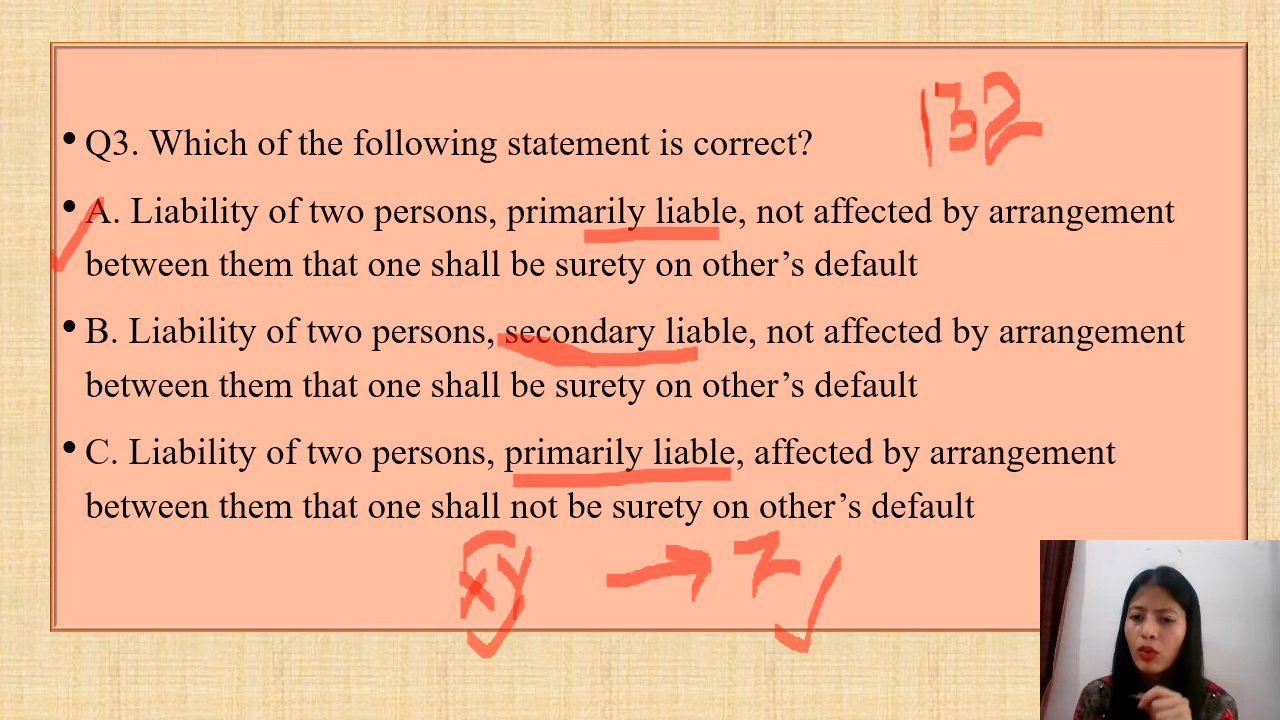 132
• Q3. Which of the following statement is correct?
• A. Liability of two persons, primarily liable, not affected by arrangement
between them that one shall be surety on other’s default
• B. Liability of two persons, secondary liable, not affected by arrangement
between them that one shall be surety on other’s default
• C. Liability of two persons, primarily liable, affected by arrangement
between them that one shall not be surety on other’s default
xy → z